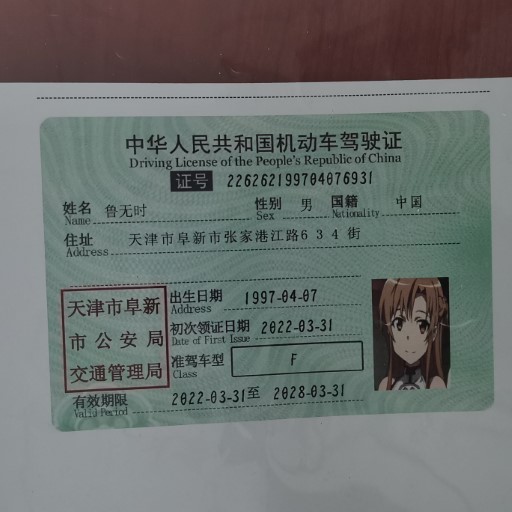 中华人民共和国机动车驾驶证
Driving License of the People's Republic of China
证号 226262199704076931
姓名 鲁无时 性别 男 国籍 中国
Name Sex Nationality
住址 天津市阜新市张家港江路634街
Address
天津市阜新
市公安局
交通管理局
出生日期 1997-04-07
Address
初次领证日期 2022-03-31
Date of First Issue
准驾车型 F
Class
有效期限 2022-03-31至 2028-03-31
Valid Period